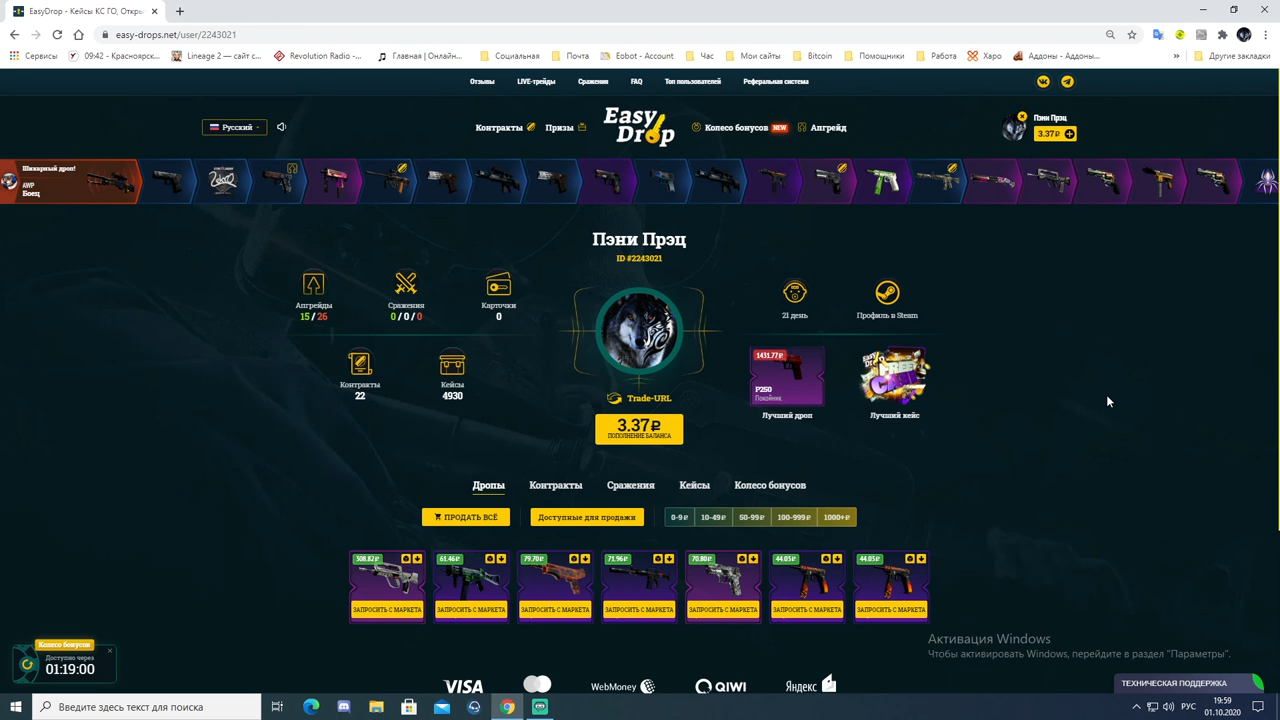 EasyDrop - Кейсы КС ГО, Откры
easy-drops.net/user/2243021
Сервисы
09:42 - Красноярск...
Lineage 2 — сайт с...
Revolution Radio –...
Главная | Онлайн...
Социальная
Почта
Eobot - Account
Час
Мои сайты
Bitcoin
Помощники
Работа
Харо
Аддоны – Аддоны...
»
Другие закладки
Отзывы
LIVE-трейды
Сражения
FAQ
Топ пользователей
Реферальная система
Русский
Контракты
Призы
Easy Drop
Колесо бонусов NEW
Апгрейд
Пэни Прэц
3.37₽
Шикарный дроп!
AWP
Боец
Пэни Прэц
ID #2243021
Апгрейды
15 / 26
Сражения
0 / 0 / 0
Карточки
0
Контракты
22
Кейсы
4930
Trade-URL
3.37₽
ПОПОЛНЕНИЕ БАЛАНСА
21 день
Профиль в Steam
1431.77₽
P250
Покойник
Лучший дроп
Лучший кейс
Дропы
Контракты
Сражения
Кейсы
Колесо бонусов
ПРОДАТЬ ВСЁ
Доступные для продажи
0-9₽
10-49₽
50-99₽
100-999₽
1000+₽
308.82₽
61.46₽
79.70₽
71.96₽
70.80₽
44.03₽
44.03₽
ЗАПРОСИТЬ С МАРКЕТА
ЗАПРОСИТЬ С МАРКЕТА
ЗАПРОСИТЬ С МАРКЕТА
ЗАПРОСИТЬ С МАРКЕТА
ЗАПРОСИТЬ С МАРКЕТА
ЗАПРОСИТЬ С МАРКЕТА
ЗАПРОСИТЬ С МАРКЕТА
Колесо бонусов
Доступно через
01:19:00
Активация Windows
Чтобы активировать Windows, перейдите в раздел "Параметры".
VISA
WebMoney
QIWI
Яндекс
ТЕХНИЧЕСКАЯ ПОДДЕРЖКА
Введите здесь текст для поиска
РУС
19:59
01.10.2020